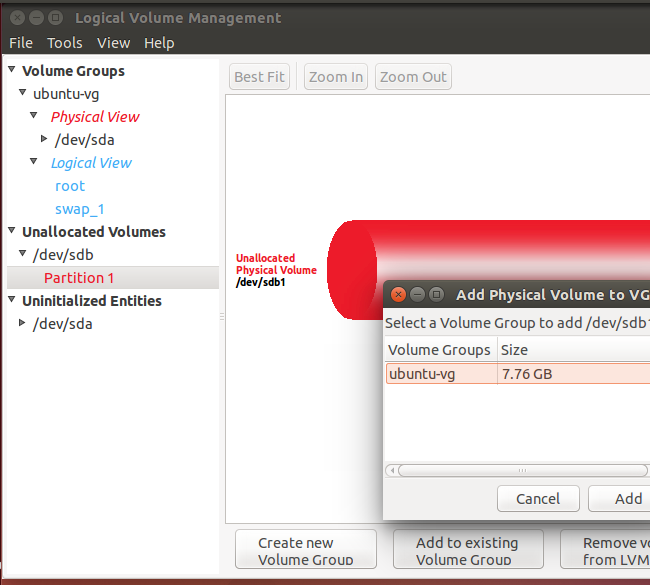 Logical Volume Management
File Tools View Help
Volume Groups
ubuntu-vg
Physical View
/dev/sda
Logical View
root
swap_1
Unallocated Volumes
/dev/sdb
Partition 1
Uninitialized Entities
/dev/sda
Best Fit Zoom In Zoom Out
Unallocated
Physical Volume
/dev/sdb1
Add Physical Volume to VG
Select a Volume Group to add /dev/sdb1
Volume Groups Size
ubuntu-vg 7.76 GB
Cancel Add
Create new
Volume Group
Add to existing
Volume Group
Remove vo
from LVM